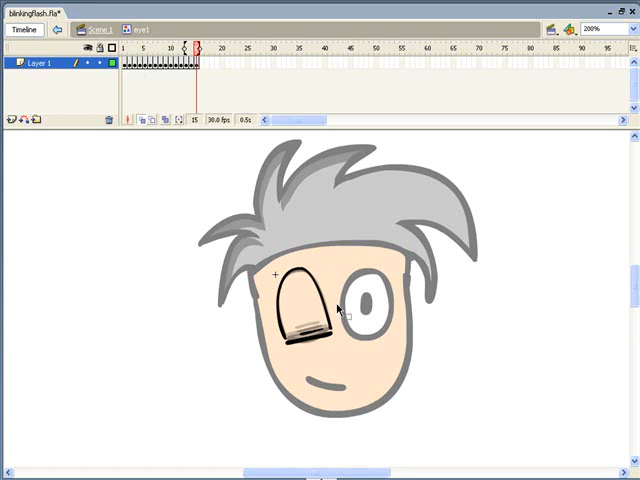 blinkingflash.fla*
Timeline Scene 1 eye1 200%
1 5 10 15 20 25 30 35 40 45 50 55 60 65 70 75 80 85 90 95
Layer 1
15 30.0 fps 0.5s